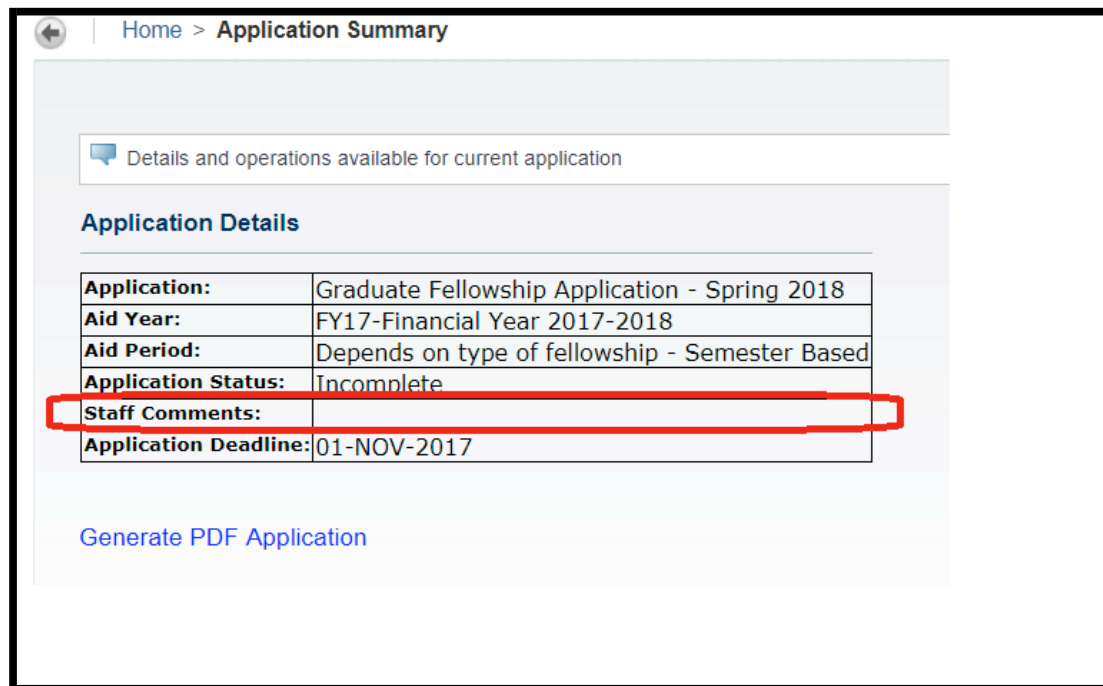 Home > Application Summary
Details and operations available for current application
Application Details
Application: Graduate Fellowship Application - Spring 2018
Aid Year: FY17-Financial Year 2017-2018
Aid Period: Depends on type of fellowship - Semester Based
Application Status: Incomplete
Staff Comments:
Application Deadline: 01-NOV-2017
Generate PDF Application